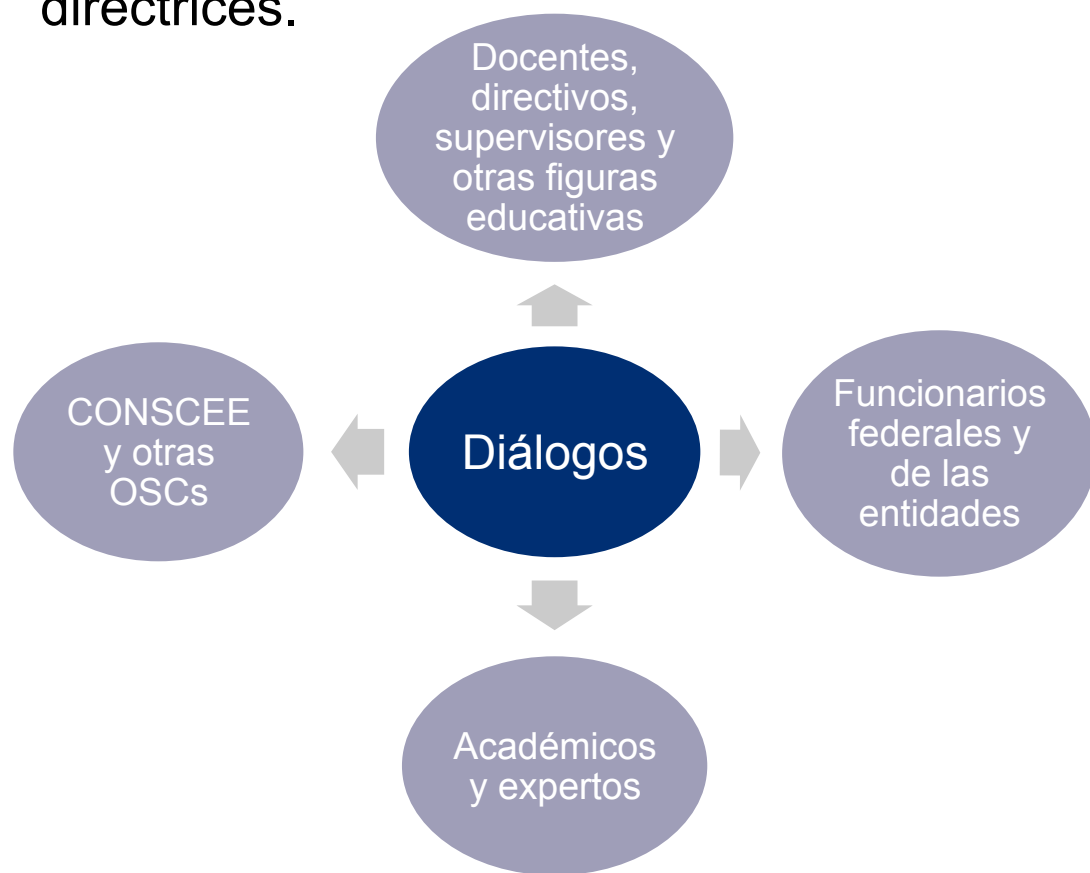 directrices.
Docentes,
directivos,
supervisores y
otras figuras
educativas
CONSCEE
y otras
OSCs
Diálogos
Funcionarios
federales y
de las
entidades
Académicos
y expertos